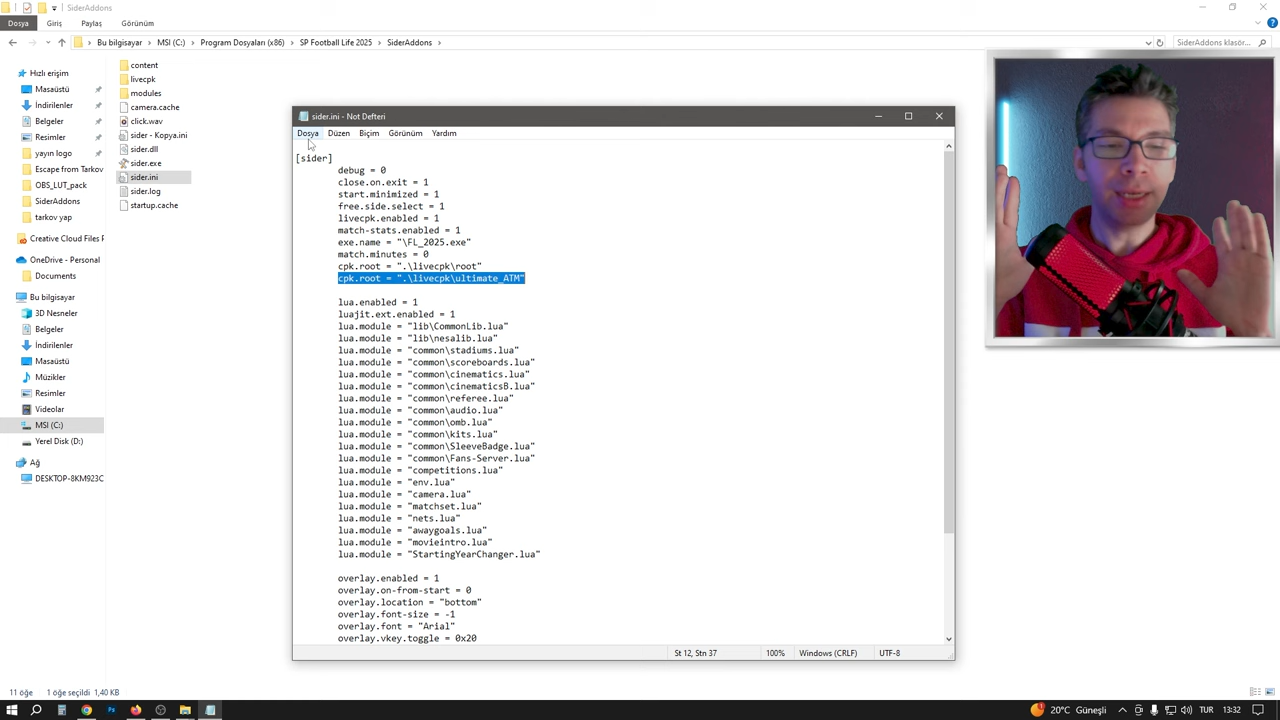 SiderAddons
Dosya Giriş Paylaş Görünüm
Bu bilgisayar MSI (C:) Program Dosyaları (x86) SP Football Life 2025 SiderAddons
SiderAddons klasör...
Hızlı erişim
Masaüstü
İndirilenler
Belgeler
Resimler
yayın logo
Escape from Tarkov
OBS_LUT_pack
SiderAddons
tarkov yap
Creative Cloud Files
OneDrive - Personal
Documents
Bu bilgisayar
3D Nesneler
Belgeler
İndirilenler
Masaüstü
Müzikler
Resimler
Videolar
MSI (C:)
Yerel Disk (D:)
Ağ
DESKTOP-8KM923C
content
livecpk
modules
camera.cache
click.wav
sider - Kopya.ini
sider.dll
sider.exe
sider.ini
sider.log
startup.cache
sider.ini - Not Defteri
Dosya Düzen Biçim Görünüm Yardım
[sider]
debug = 0
close.on.exit = 1
start.minimized = 1
free.side.select = 1
livecpk.enabled = 1
match-stats.enabled = 1
exe.name = "\FL_2025.exe"
match.minutes = 0
cpk.root = ".\livecpk\root"
cpk.root = ".\livecpk\ultimate_ATM"
lua.enabled = 1
luajit.ext.enabled = 1
lua.module = "lib\CommonLib.lua"
lua.module = "lib\nesalib.lua"
lua.module = "common\stadiums.lua"
lua.module = "common\scoreboards.lua"
lua.module = "common\cinematics.lua"
lua.module = "common\cinematicsB.lua"
lua.module = "common\referee.lua"
lua.module = "common\audio.lua"
lua.module = "common\omb.lua"
lua.module = "common\kits.lua"
lua.module = "common\SleeveBadge.lua"
lua.module = "common\Fans-Server.lua"
lua.module = "competitions.lua"
lua.module = "env.lua"
lua.module = "camera.lua"
lua.module = "matchset.lua"
lua.module = "nets.lua"
lua.module = "awaygoals.lua"
lua.module = "movieintro.lua"
lua.module = "StartingYearChanger.lua"
overlay.enabled = 1
overlay.on-from-start = 0
overlay.location = "bottom"
overlay.font-size = -1
overlay.font = "Arial"
overlay.vkey.toggle = 0x20
St 12, Stn 37 100% Windows (CRLF) UTF-8
11 öğe 1 öğe seçildi 1,40 KB
20°C Güneşli TUR 13:32